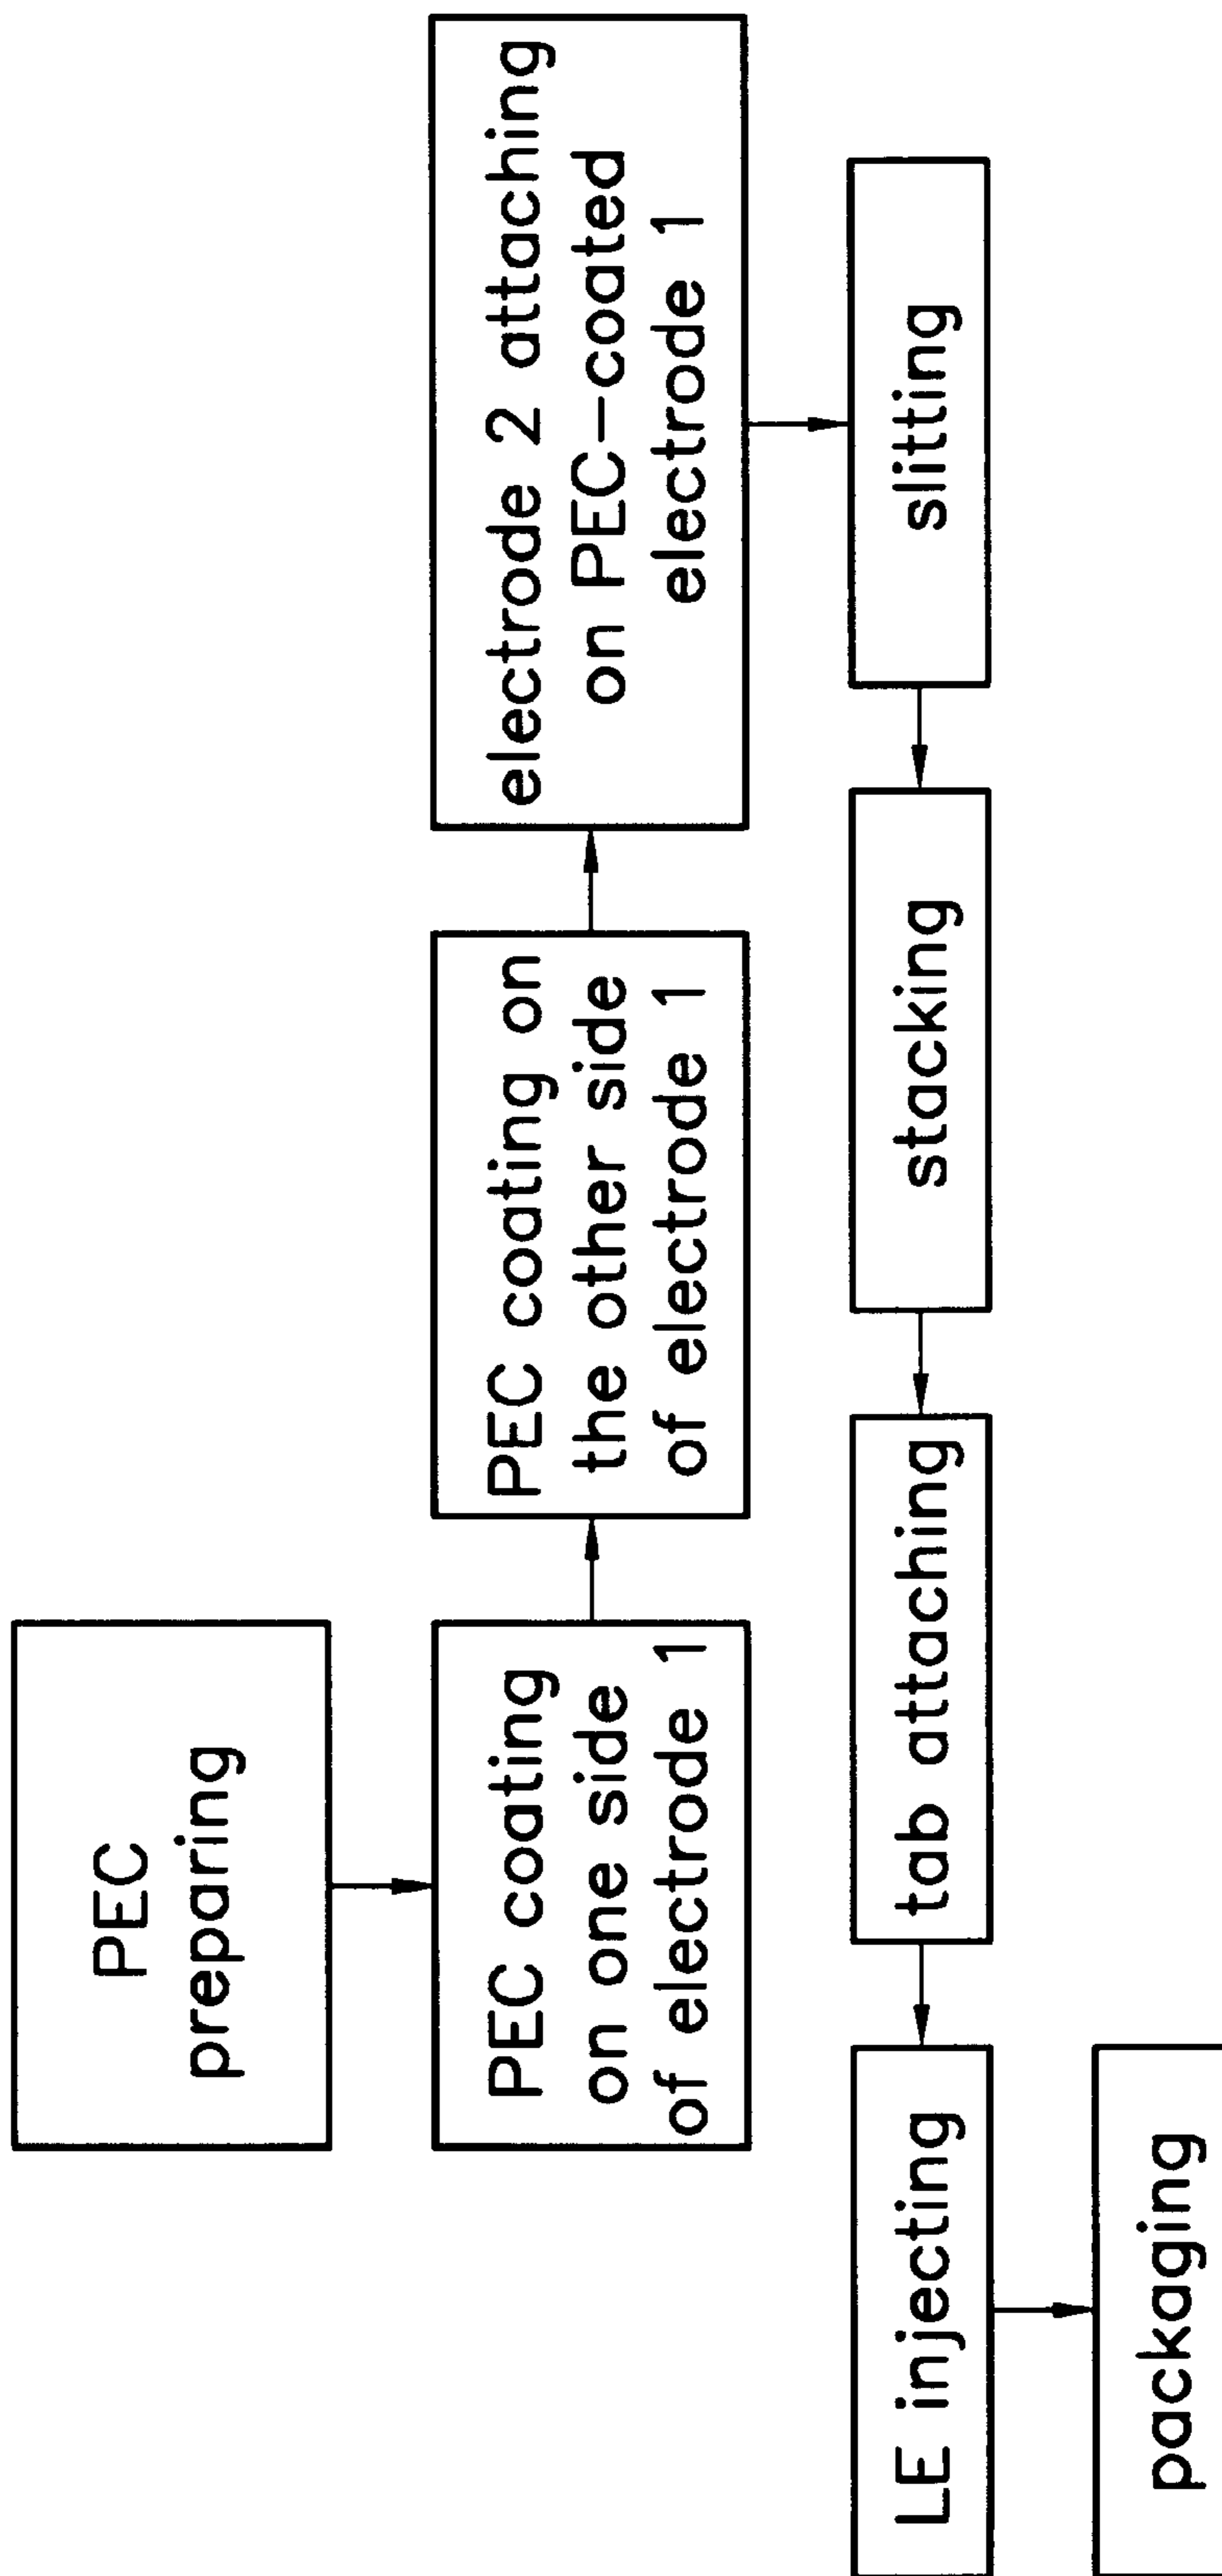 PEC
preparing
PEC coating
on one side
of electrode 1
PEC coating on
the other side
of electrode 1
electrode 2 attaching
on PEC-coated
electrode 1
slitting
stacking
tab attaching
LE injecting
packaging